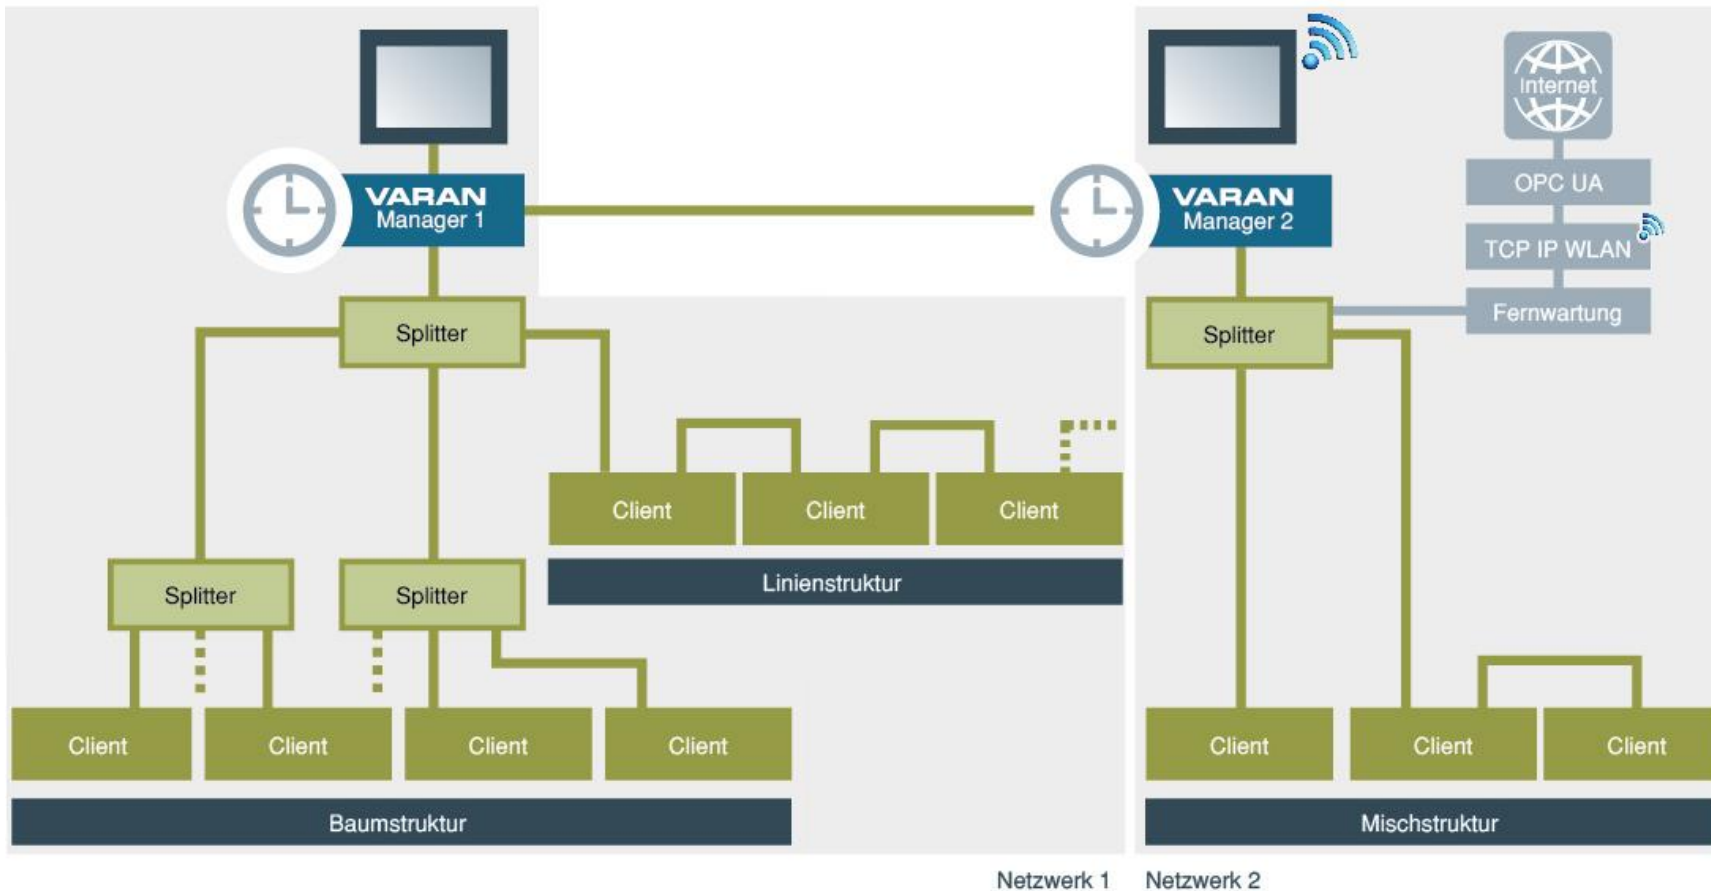 VARAN
Manager 1
VARAN
Manager 2
Internet
OPC UA
TCP IP WLAN
Fernwartung
Splitter
Splitter
Client
Client
Client
Linienstruktur
Splitter
Splitter
Client
Client
Client
Client
Client
Client
Client
Baumstruktur
Mischstruktur
Netzwerk 1
Netzwerk 2